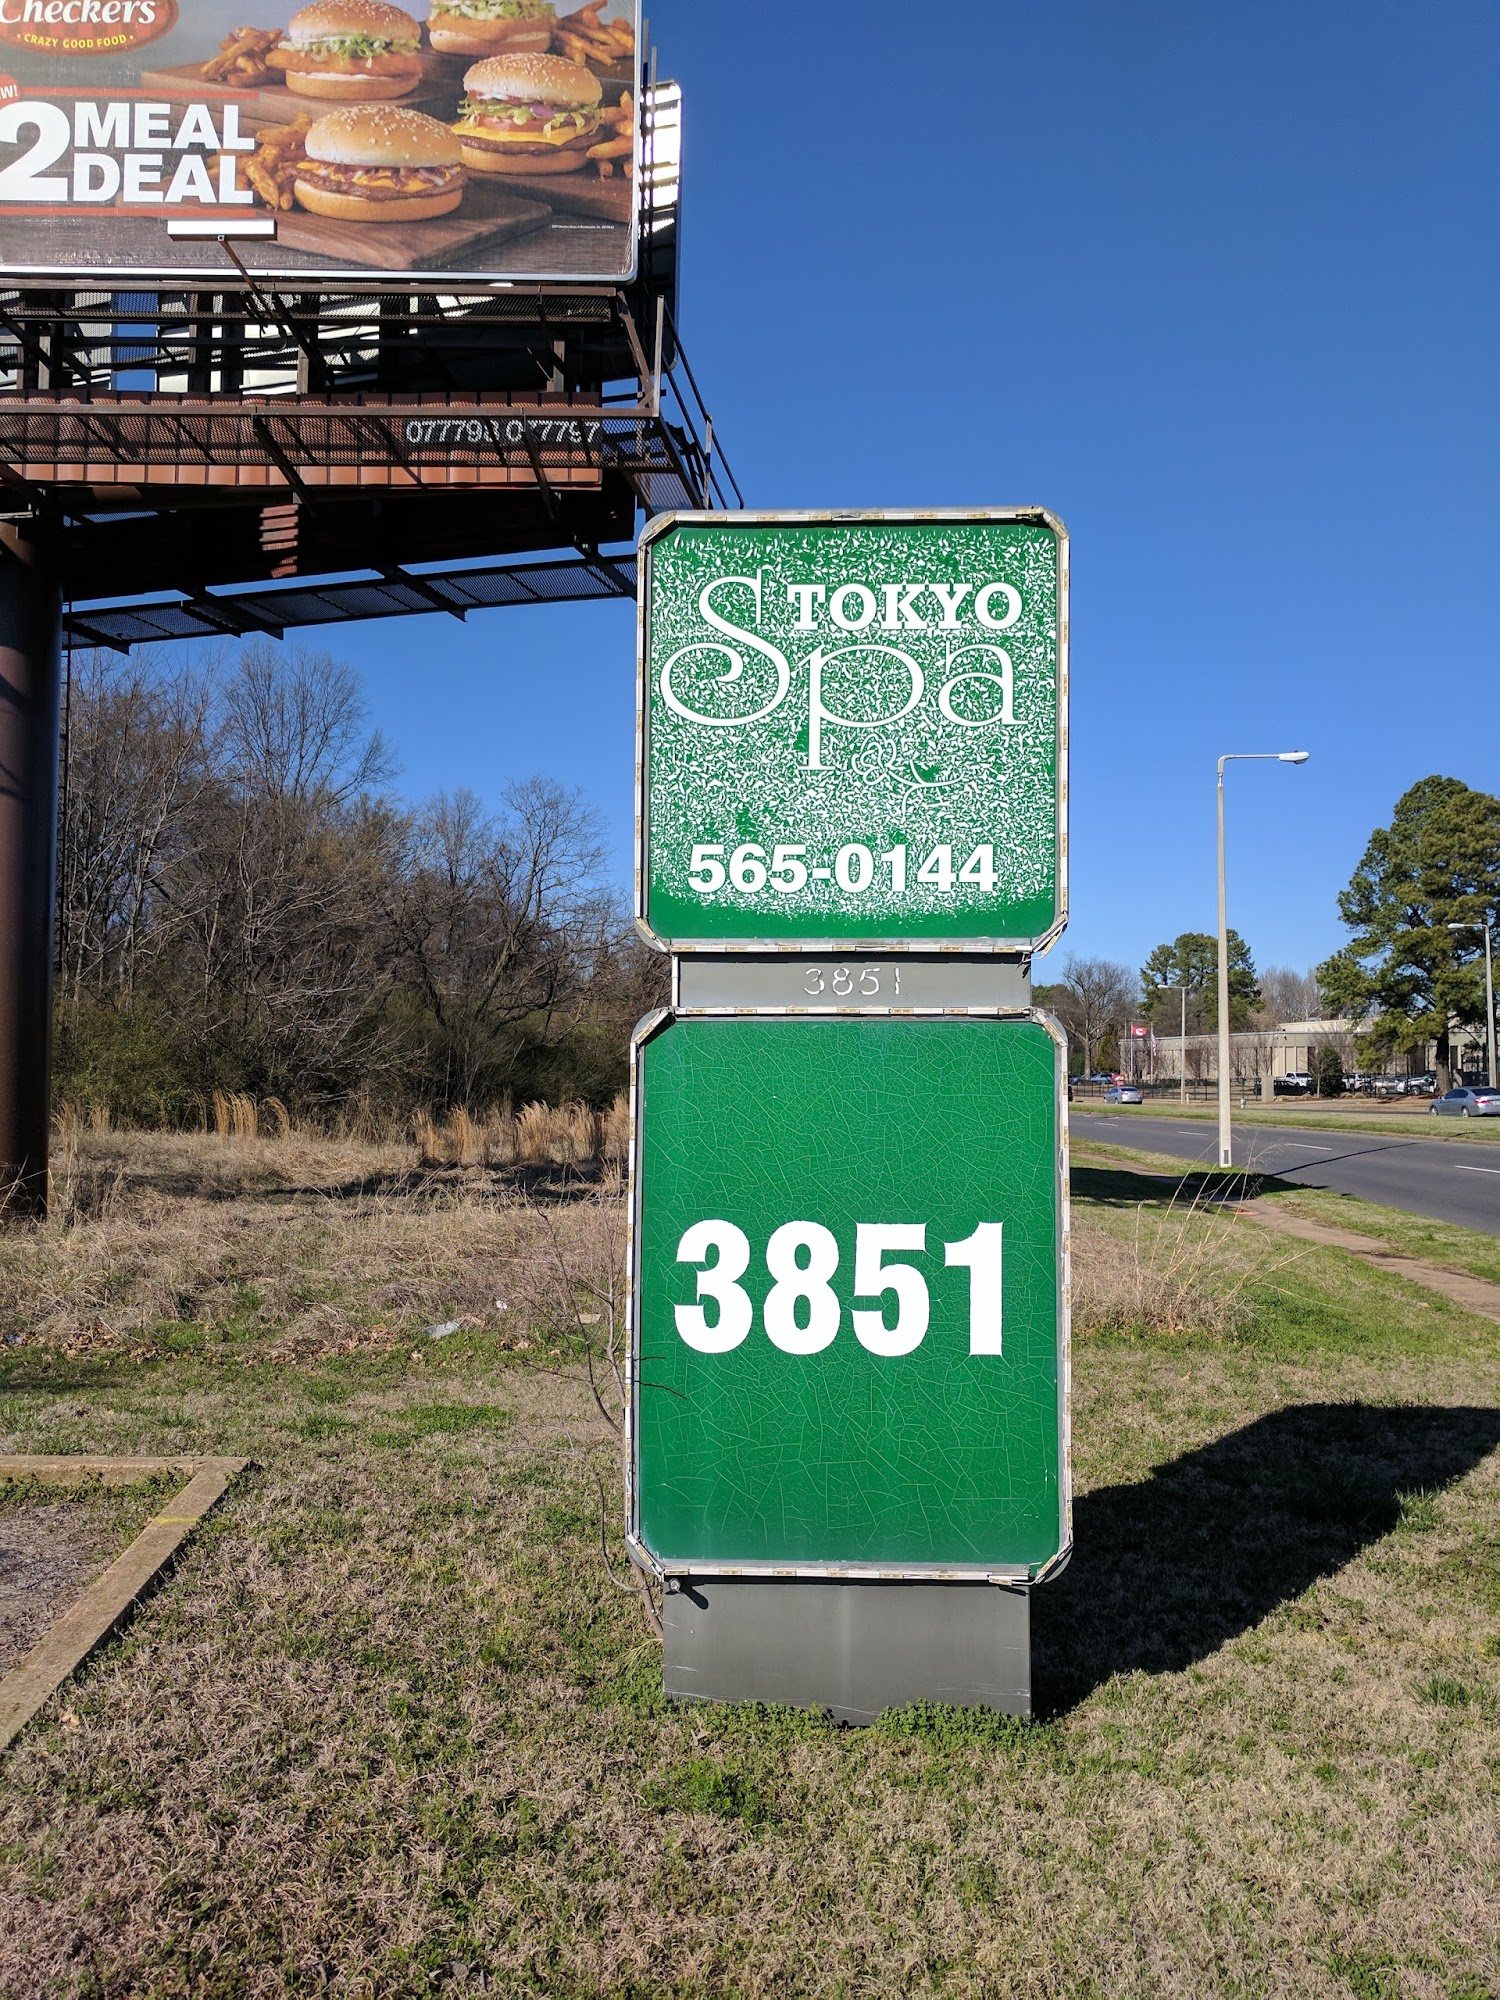 Checkers
• CRAZY GOOD FOOD •
2 MEAL
DEAL
TOKYO
Spa
565-0144
3851
3851